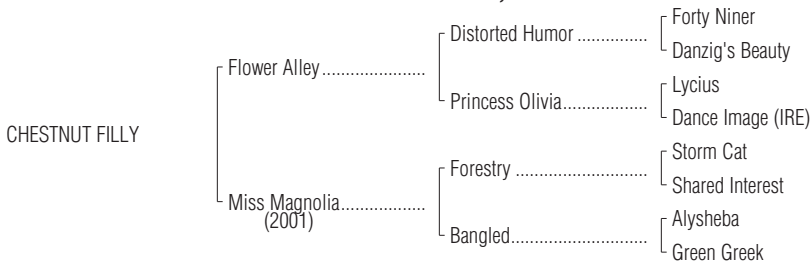 Forty Niner
Distorted Humor ...............
Danzig's Beauty
Flower Alley......................
Lycius
Princess Olivia..................
Dance Image (IRE)
CHESTNUT FILLY
Storm Cat
Forestry ............................
Shared Interest
Miss Magnolia..................
(2001)
Alysheba
Bangled.............................
Green Greek